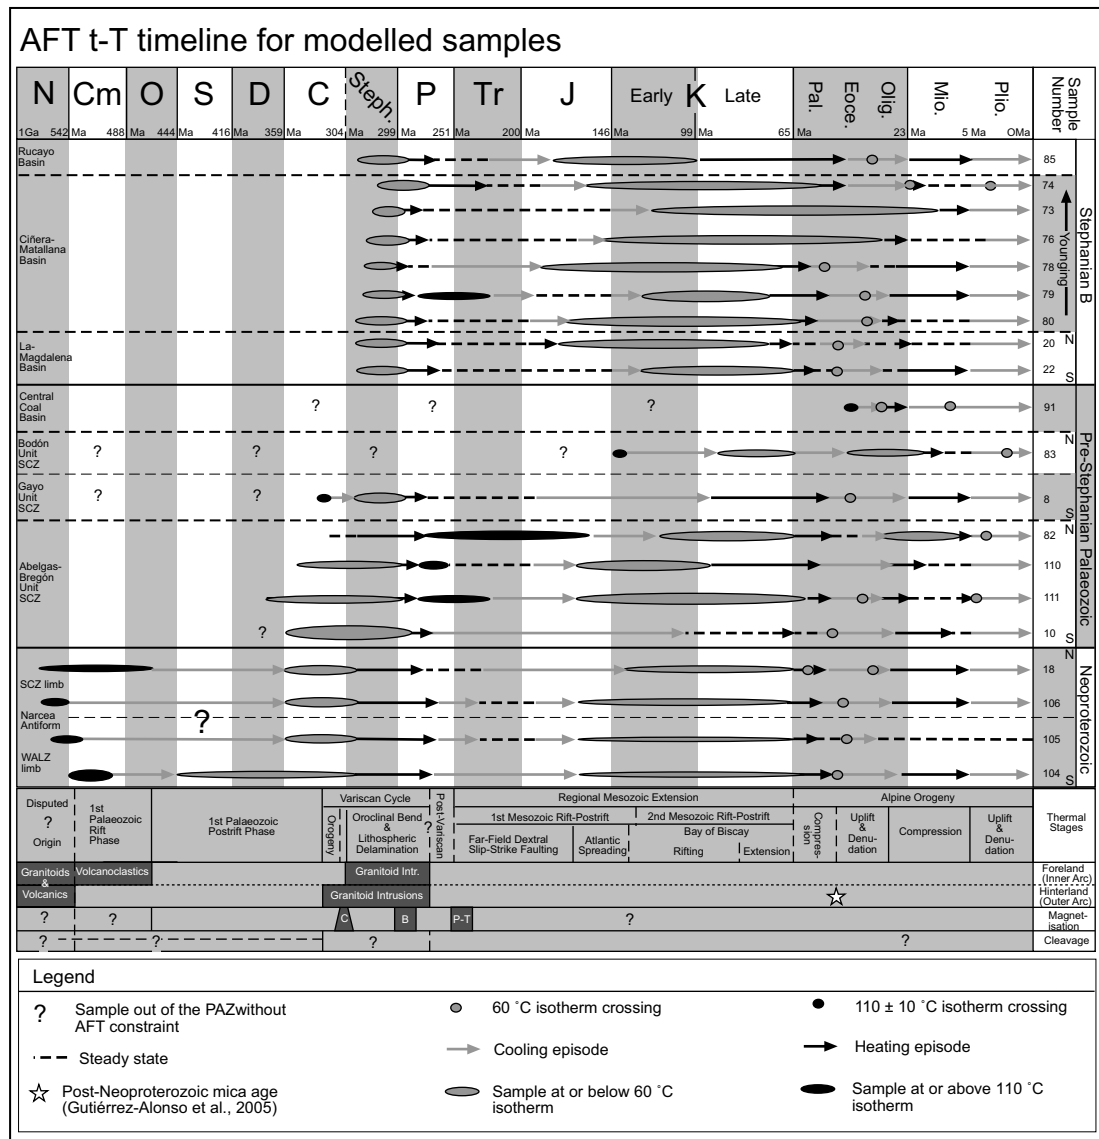 AFT t-T timeline for modelled samples
N Cm O S D C Steph. P Tr J Early K Late Pal. Eoce. Olig. Mio. Plio. Sample Number
1Ga 542 Ma 488 Ma 444 Ma 416 Ma 359 Ma 304 Ma 299 Ma 251 Ma 200 Ma 146 Ma 99 Ma 65 Ma 23 Ma 5 Ma OMa
Rucayo
Basin
85
74
73
Ciñera-
Matallana
Basin
76
78
79
80
Younging
Stephanian B
La-
Magdalena
Basin
20 N
22 S
Central
Coal
Basin
? ? ? 91
Bodón
Unit
SCZ
? ? ? ? 83 N
Gayo
Unit
SCZ
? ? 8 S
82 N
Abelgas-
Bregón
Unit
SCZ
110
111
? 10 S
Pre-Stephanian Palaeozoic
SCZ limb
18 N
106
Narcea
Antiform
?
105
WALZ
limb
104 S
Neoproterozoic
Disputed
?
Origin
1st
Palaeozoic
Rift
Phase
1st Palaeozoic
Postrift Phase
Variscan Cycle
Orogeny
Oroclinal Bend
&
Lithospheric
Delamination
?
Post-Variscan
Regional Mesozoic Extension
1st Mesozoic Rift-Postrift
Far-Field Dextral
Slip-Strike Faulting
Atlantic
Spreading
2nd Mesozoic Rift-Postrift
Bay of Biscay
Rifting
Extension
Alpine Orogeny
Compres-
sion
Uplift
&
Denu-
dation
Compression
Uplift
&
Denu-
dation
Thermal
Stages
Granitoids
&
Volcanics
Volcanoclastics
Granitoid Intr.
Foreland
(Inner Arc)
Granitoid Intrusions
Hinterland
(Outer Arc)
? ? C B P-T ?
Magnet-
isation
? ? ? ?
Cleavage
Legend
? Sample out of the PAZwithout
AFT constraint
60 ˚C isotherm crossing
110 ± 10 ˚C isotherm crossing
Steady state
Cooling episode
Heating episode
Post-Neoproterozoic mica age
(Gutiérrez-Alonso et al., 2005)
Sample at or below 60 ˚C
isotherm
Sample at or above 110 ˚C
isotherm